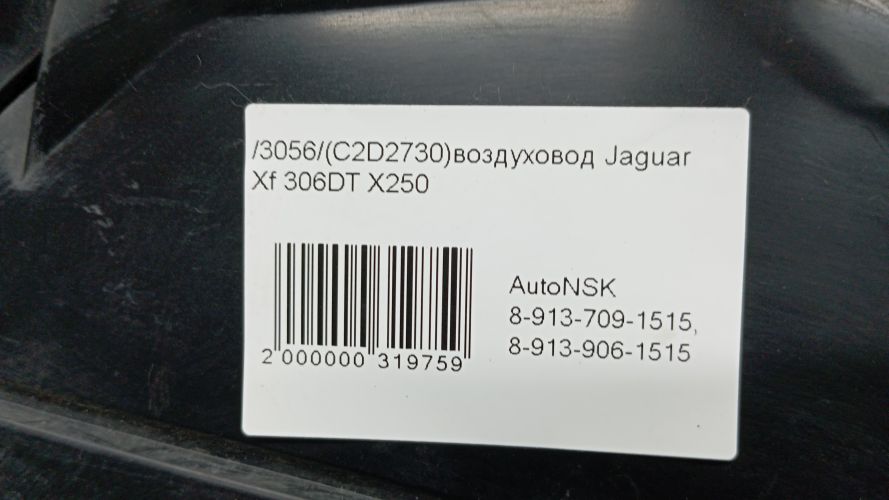 /3056/(C2D2730)воздуховод Jaguar
Xf 306DT X250
AutoNSK
8-913-709-1515,
8-913-906-1515
2 000000 319759